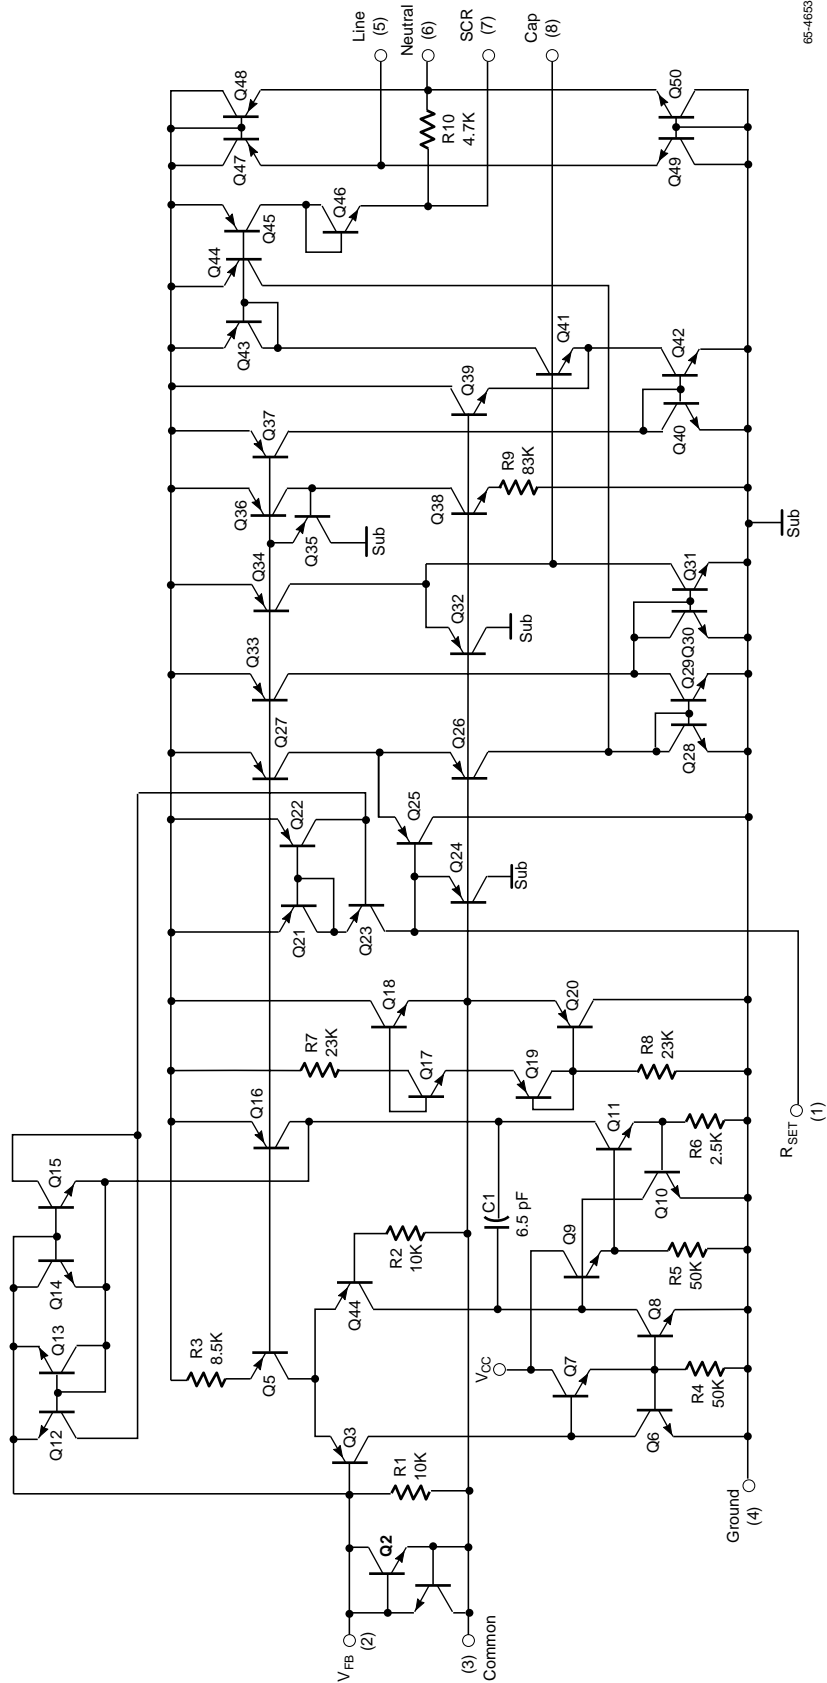 65-4653
Line
(5)
Neutral
(6)
SCR
(7)
Cap
(8)
Q48
Q47
R10
4.7K
Q50
Q49
Q46
Q45
Q44
Q43
Q41
Q42
Q40
Q39
Q37
R9
83K
Q36
Q38
Q35
Sub
Sub
Q34
Q32
Sub
Q31
Q30
Q33
Q29
Q27
Q26
Q28
Q22
Q25
Q24
Sub
Q21
Q23
Q18
Q20
R7
23K
Q17
Q19
R8
23K
Q16
Q11
R6
2.5K
RSET
(1)
Q15
Q10
C1
6.5 pF
Q9
R2
10K
R5
50K
Q14
Q44
Q8
Q13
R3
8.5K
Q5
VCC
Q7
R4
50K
Q12
Q3
Q6
R1
10K
Ground
(4)
Q2
VFB
(2)
(3)
Common